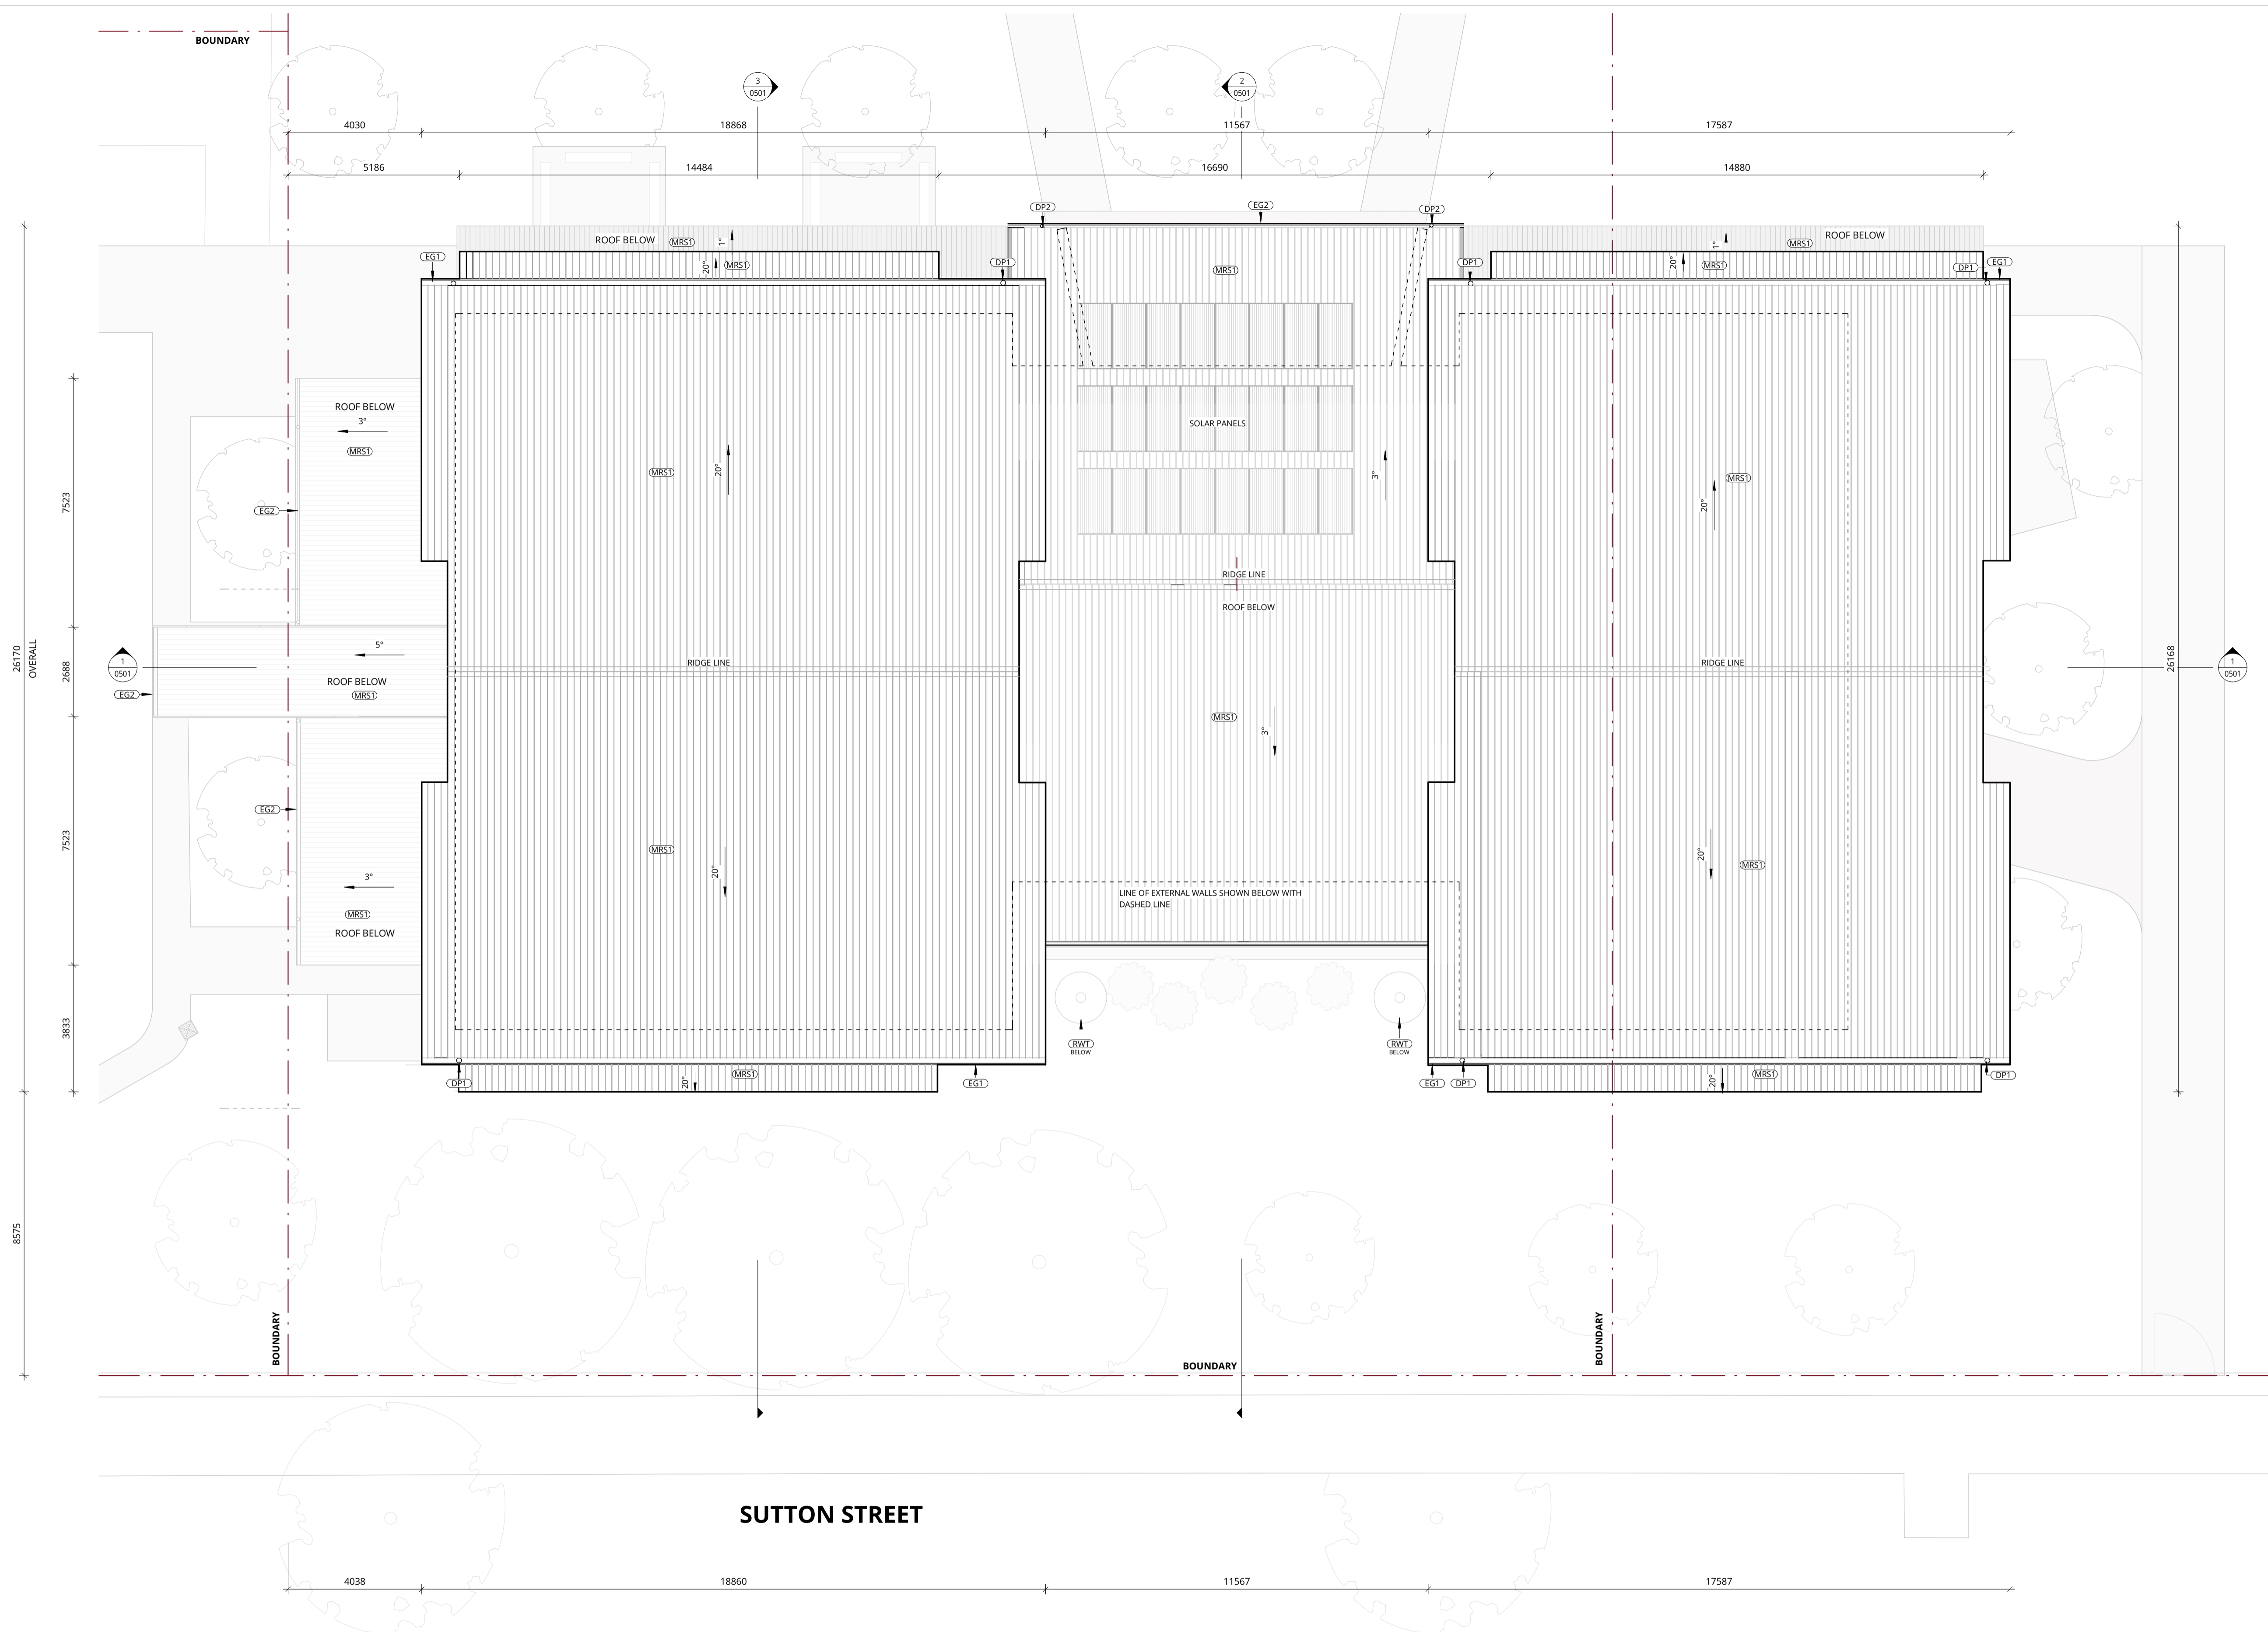 BOUNDARY
3
0501
2
0501
4030
18868
11567
17587
5186
14484
16690
14880
DP2
EG2
DP2
ROOF BELOW
MRS1
1°
ROOF BELOW
MRS1
1°
EG1
20°
MRS1
DP1
MRS1
DP1
20°
MRS1
DP1
EG1
ROOF BELOW
3°
MRS1
SOLAR PANELS
MRS1
20°
3°
20°
MRS1
7523
EG2
RIDGE LINE
ROOF BELOW
26170
OVERALL
2688
5°
1
0501
ROOF BELOW
MRS1
EG2
RIDGE LINE
RIDGE LINE
26168
1
0501
MRS1
3°
EG2
7523
MRS1
20°
20°
MRS1
3°
MRS1
ROOF BELOW
LINE OF EXTERNAL WALLS SHOWN BELOW WITH
DASHED LINE
3833
RWT
BELOW
RWT
BELOW
DP1
20°
MRS1
EG1
EG1
DP1
20°
MRS1
DP1
8575
BOUNDARY
BOUNDARY
BOUNDARY
SUTTON STREET
4038
18860
11567
17587